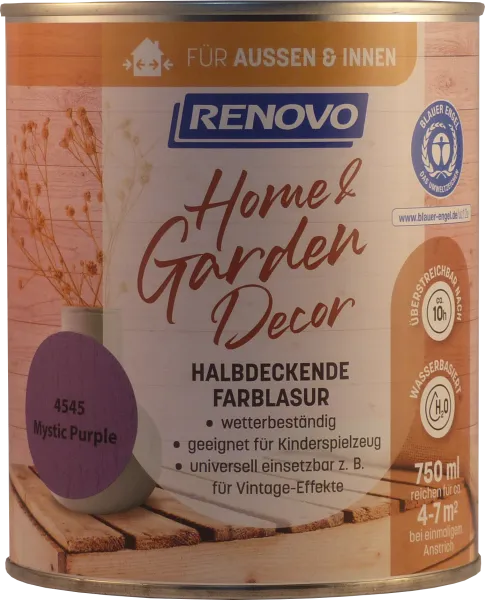 FÜR AUSSEN & INNEN
RENOVO
BLAUER ENGEL
DAS UMWELTZEICHEN
www.blauer-engel.de/
Home &
Garden
Decor
HALBDECKENDE
FARBLASUR
• wetterbeständig
• geeignet für Kinderspielzeug
• universell einsetzbar z. B.
für Vintage-Effekte
4545
Mystic Purple
ÜBERSTREICHBAR NACH
ca.
10h
WASSERBASIERT
H₂O
750 ml
reichen für ca.
4-7 m²
bei einmaligem
Anstrich